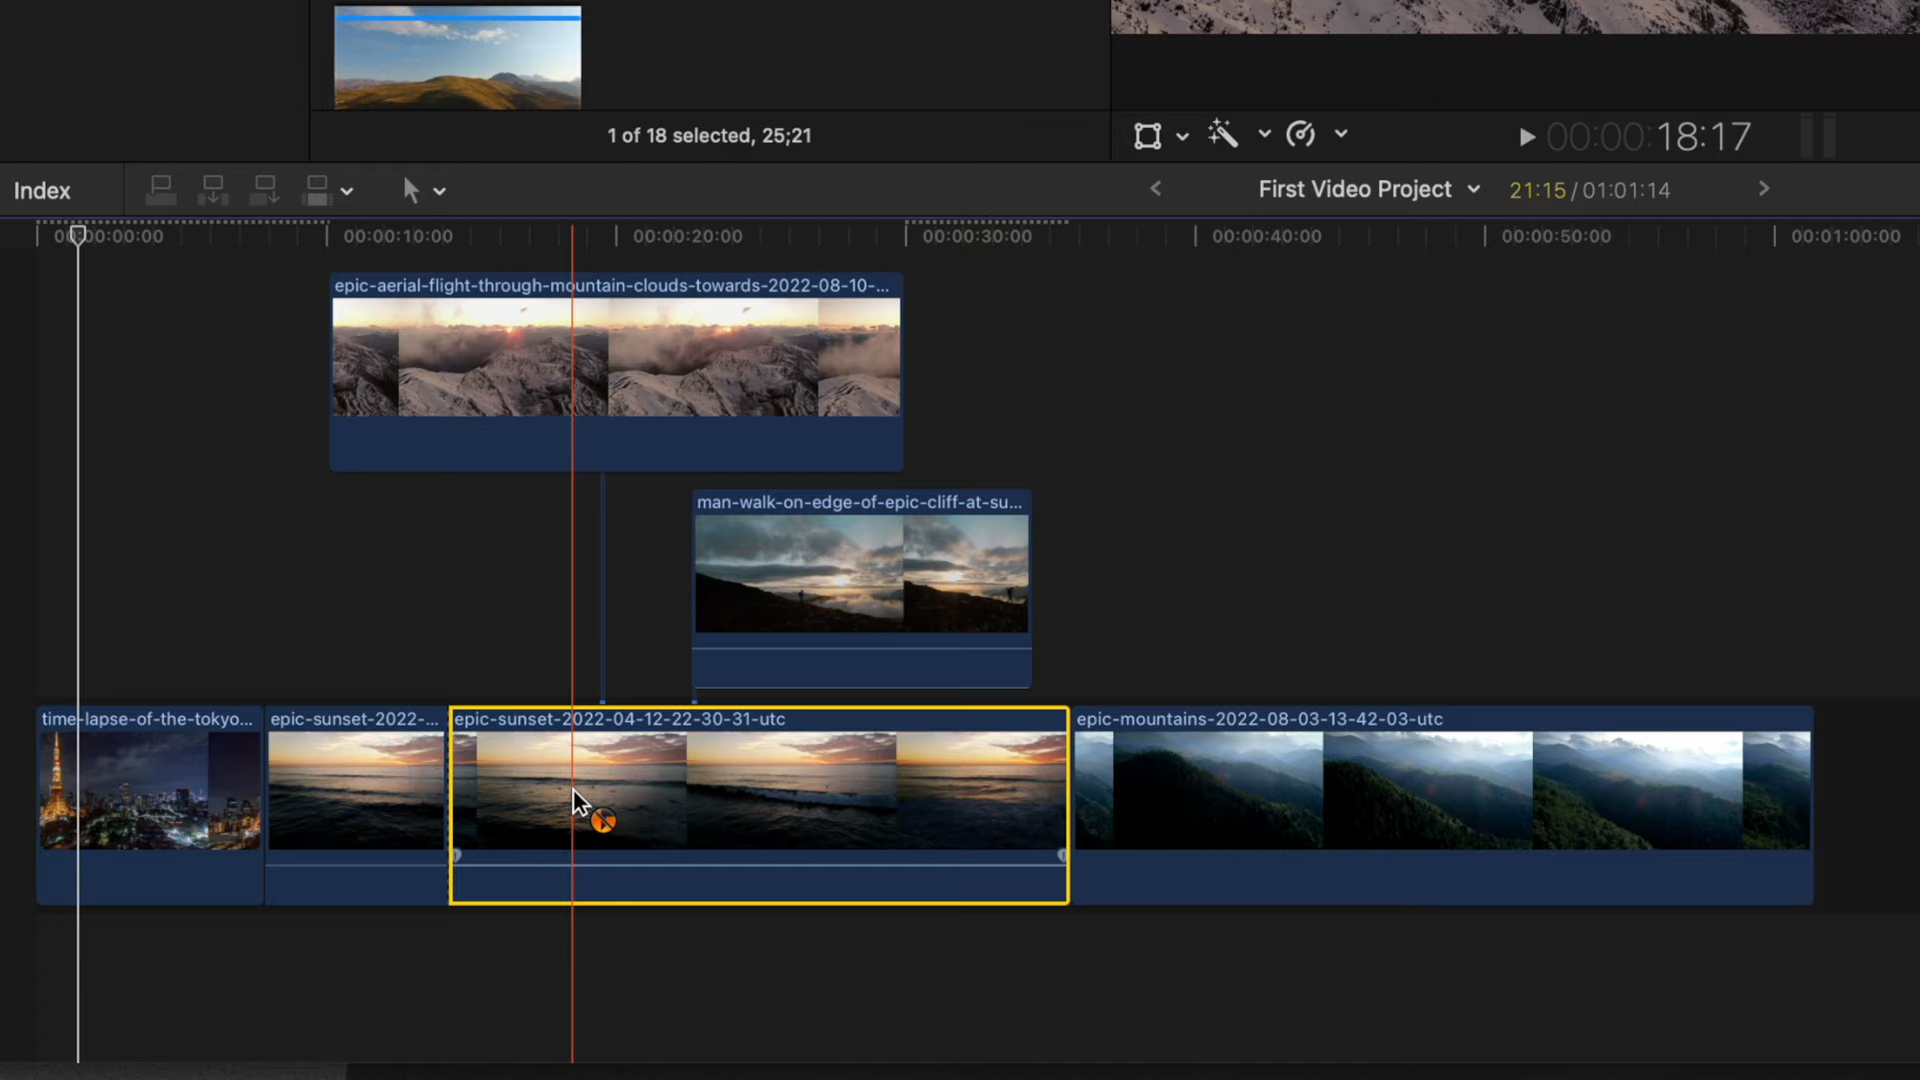 1 of 18 selected, 25;21
00:00:18:17
Index
First Video Project
21:15 / 01:01:14
00:00:00:00
00:00:10:00
00:00:20:00
00:00:30:00
00:00:40:00
00:00:50:00
00:01:00:00
epic-aerial-flight-through-mountain-clouds-towards-2022-08-10-...
man-walk-on-edge-of-epic-cliff-at-su...
time-lapse-of-the-tokyo...
epic-sunset-2022-...
epic-sunset-2022-04-12-22-30-31-utc
epic-mountains-2022-08-03-13-42-03-utc